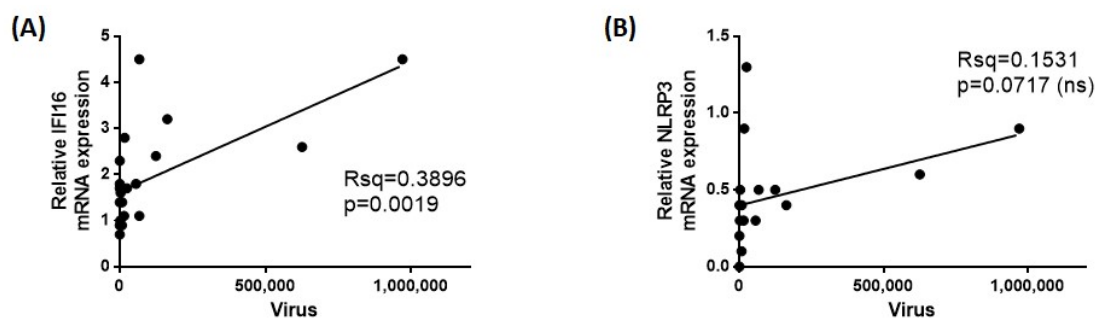 (A)
Relative IFI16
mRNA expression
5
4
3
2
1
0
Rsq=0.3896
p=0.0019
0
500,000
1,000,000
Virus
(B)
Relative NLRP3
mRNA expression
1.5
1.0
0.5
0.0
Rsq=0.1531
p=0.0717 (ns)
0
500,000
1,000,000
Virus